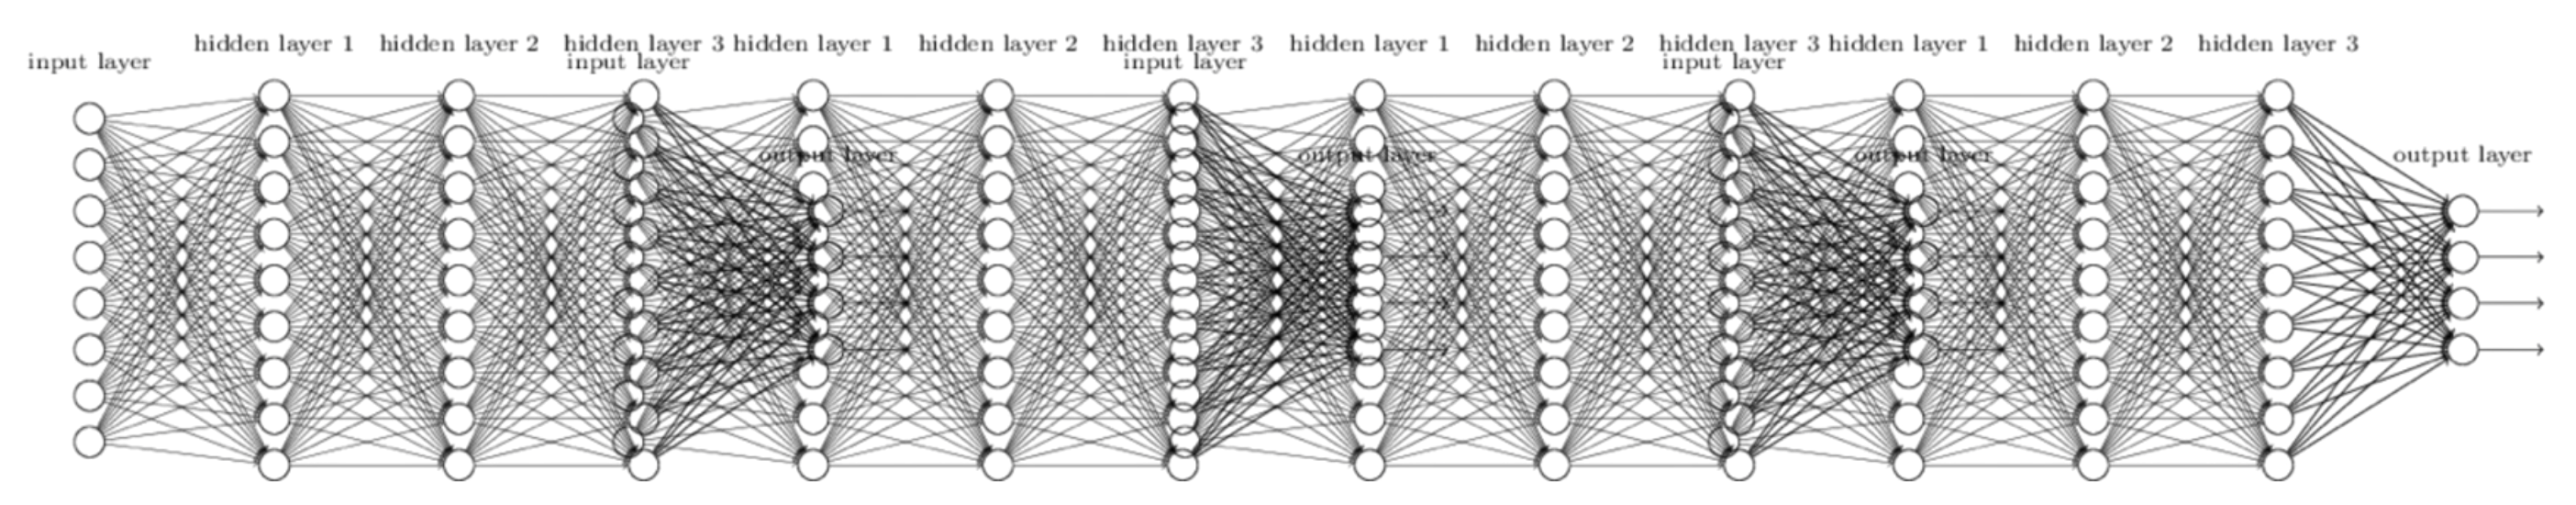 hidden layer 1 hidden layer 2 hidden layer 3 hidden layer 1 hidden layer 2 hidden layer 3 hidden layer 1 hidden layer 2 hidden layer 3 hidden layer 1 hidden layer 2 hidden layer 3
input layer input layer input layer input layer
output layer output layer output layer output layer